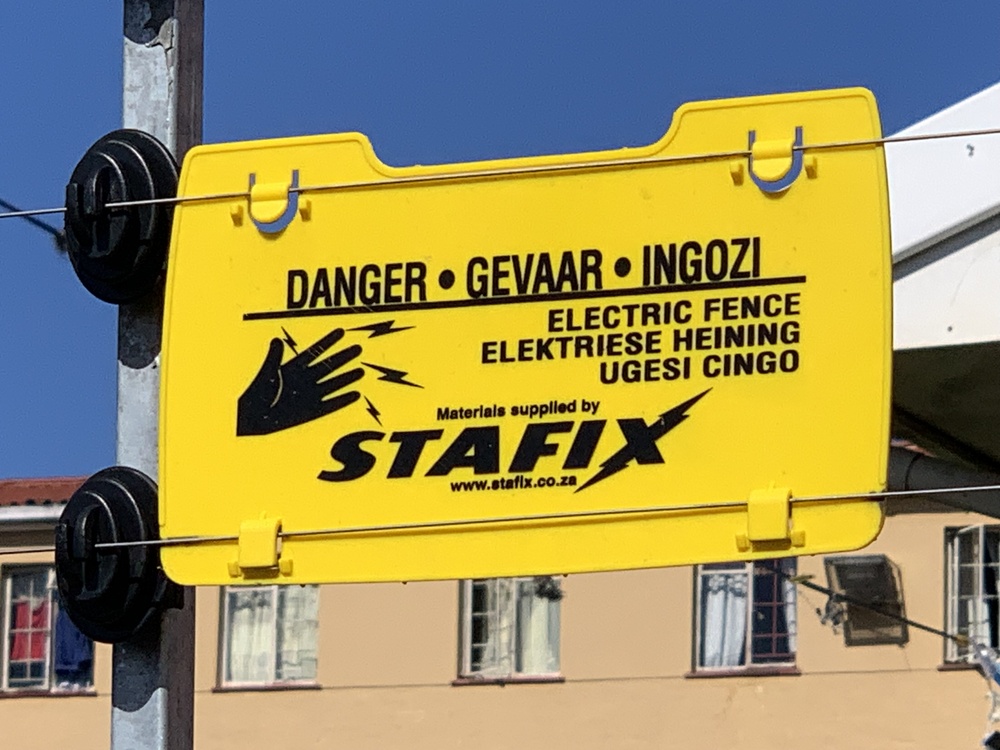 DANGER • GEVAAR • INGOZI
ELECTRIC FENCE
ELEKTRIESE HEINING
UGESI CINGO
Materials supplied by
STAFIX
www.stafix.co.za